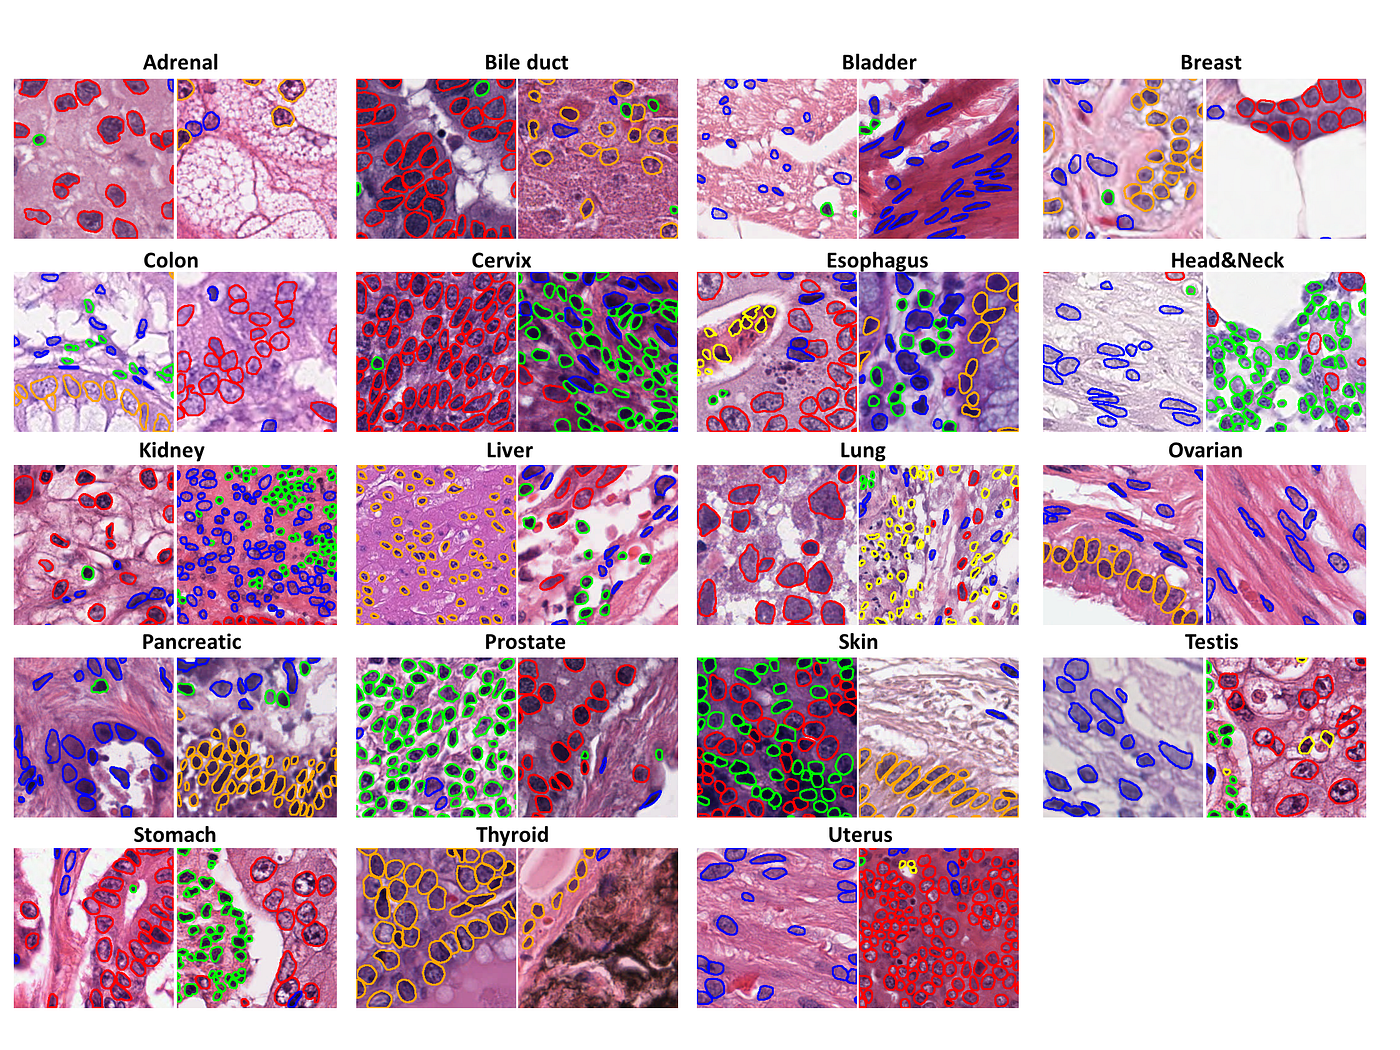 Adrenal
Bile duct
Bladder
Breast
Colon
Cervix
Esophagus
Head&Neck
Kidney
Liver
Lung
Ovarian
Pancreatic
Prostate
Skin
Testis
Stomach
Thyroid
Uterus